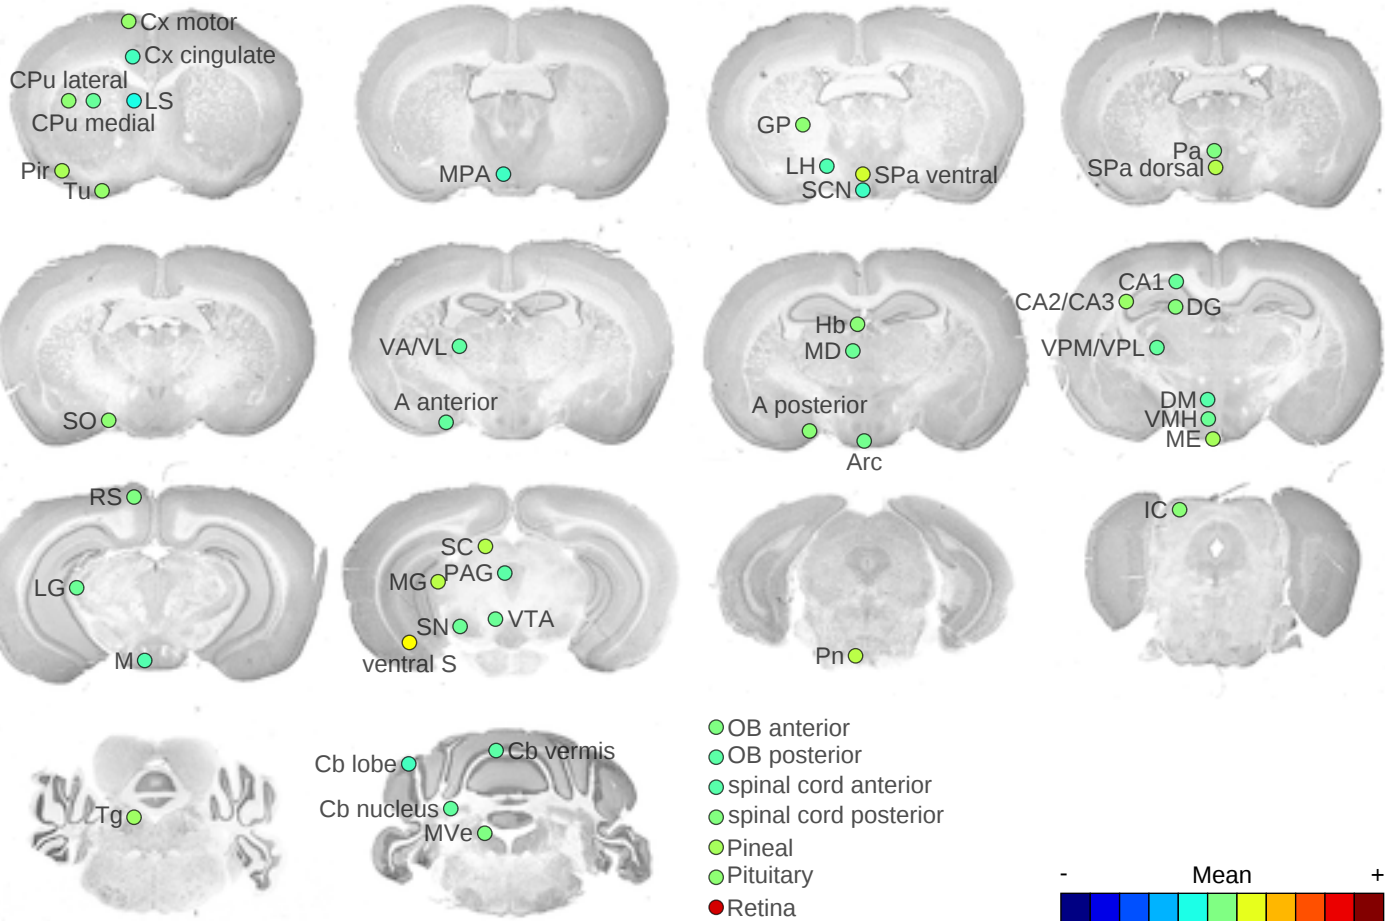 Cx motor
Cx cingulate
CPu lateral
LS
CPu medial
Pir
Tu
MPA
GP
LH
SPa ventral
SCN
Pa
SPa dorsal
SO
VA/VL
A anterior
Hb
MD
A posterior
Arc
CA1
CA2/CA3
DG
VPM/VPL
DM
VMH
ME
RS
LG
M
SC
MG
PAG
SN
VTA
ventral S
Pn
IC
Tg
Cb lobe
Cb vermis
Cb nucleus
MVe
OB anterior
OB posterior
spinal cord anterior
spinal cord posterior
Pineal
Pituitary
Retina
- Mean +